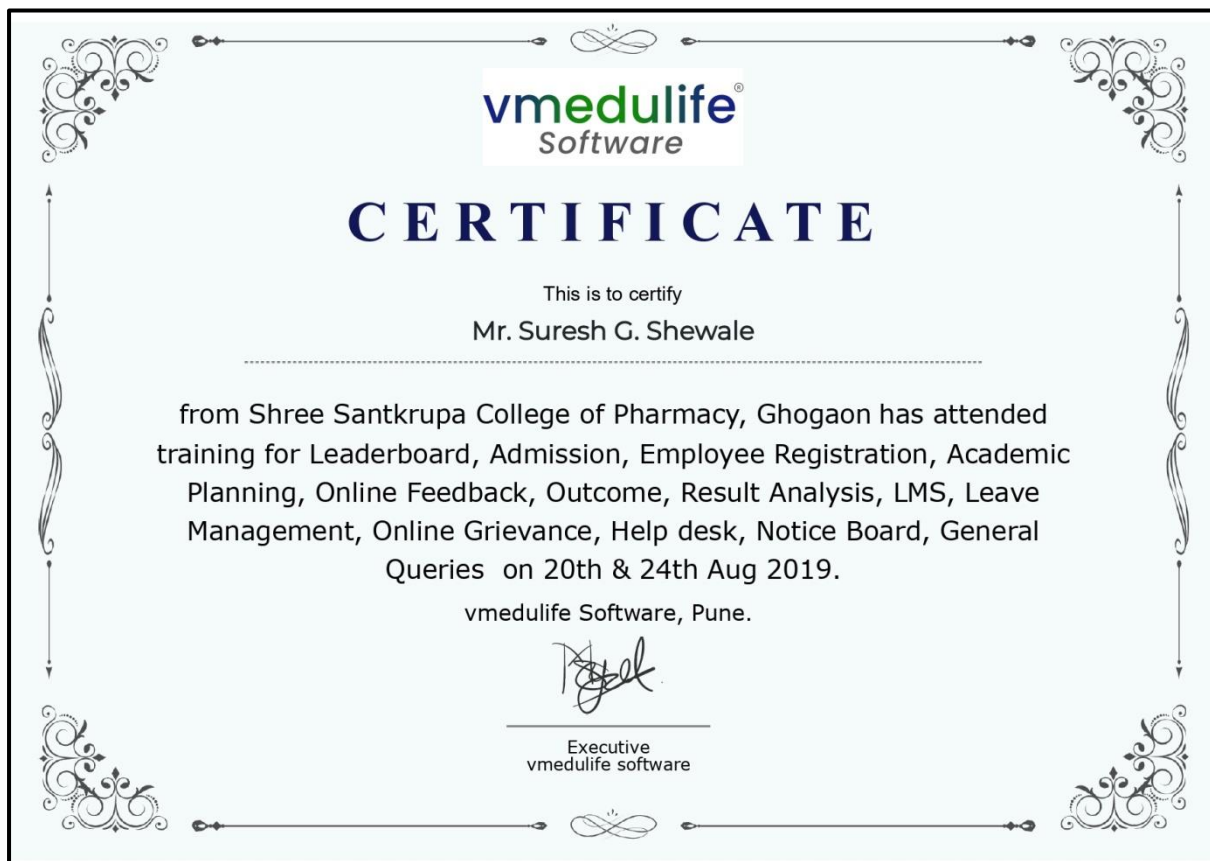 vmedulife®
Software
CERTIFICATE
This is to certify
Mr. Suresh G. Shewale
from Shree Santkrupa College of Pharmacy, Ghogaon has attended
training for Leaderboard, Admission, Employee Registration, Academic
Planning, Online Feedback, Outcome, Result Analysis, LMS, Leave
Management, Online Grievance, Help desk, Notice Board, General
Queries on 20th & 24th Aug 2019.
vmedulife Software, Pune.
Executive
vmedulife software